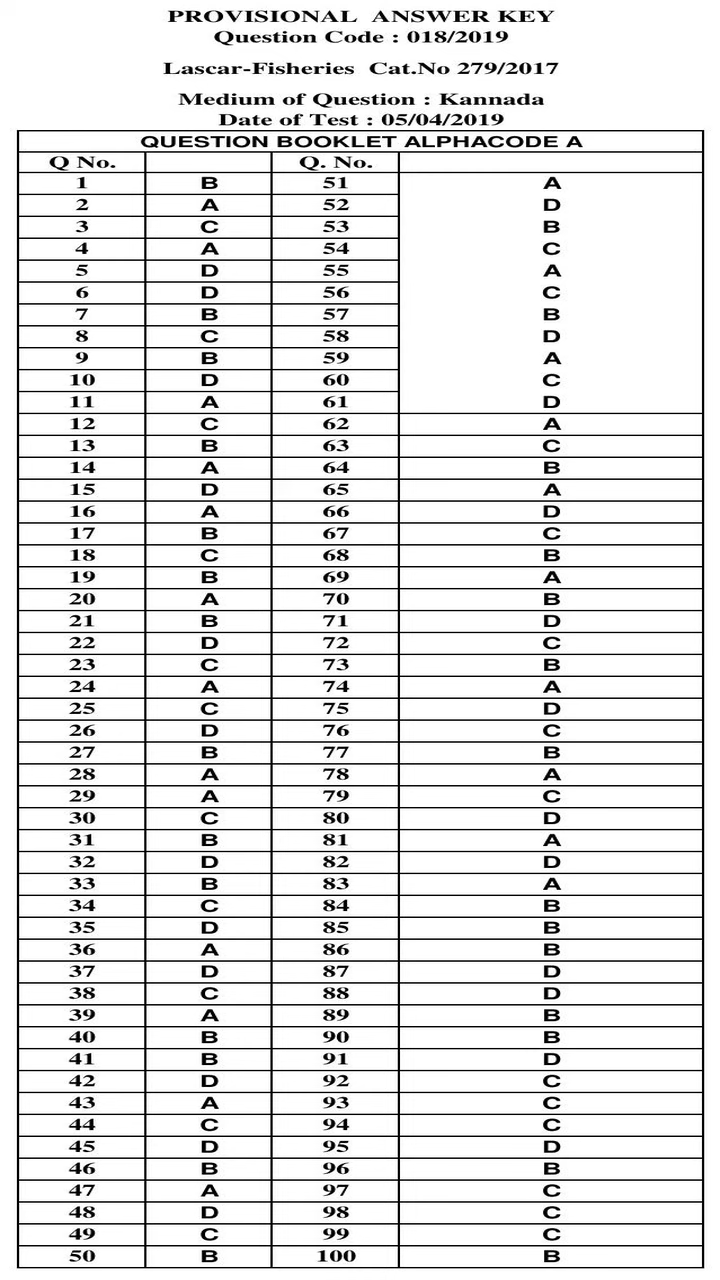 PROVISIONAL ANSWER KEY
Question Code : 018/2019
Lascar-Fisheries Cat.No 279/2017
Medium of Question : Kannada
Date of Test : 05/04/2019
QUESTION BOOKLET ALPHACODE A
Q No. Q. No.
1 B 51 A
2 A 52 D
3 C 53 B
4 A 54 C
5 D 55 A
6 D 56 C
7 B 57 B
8 C 58 D
9 B 59 A
10 D 60 C
11 A 61 D
12 C 62 A
13 B 63 C
14 A 64 B
15 D 65 A
16 A 66 D
17 B 67 C
18 C 68 B
19 B 69 A
20 A 70 B
21 B 71 D
22 D 72 C
23 C 73 B
24 A 74 A
25 C 75 D
26 D 76 C
27 B 77 B
28 A 78 A
29 A 79 C
30 C 80 D
31 B 81 A
32 D 82 D
33 B 83 A
34 C 84 B
35 D 85 B
36 A 86 B
37 D 87 D
38 C 88 D
39 A 89 B
40 B 90 B
41 B 91 D
42 D 92 C
43 A 93 C
44 C 94 C
45 D 95 D
46 B 96 B
47 A 97 C
48 D 98 C
49 C 99 C
50 B 100 B